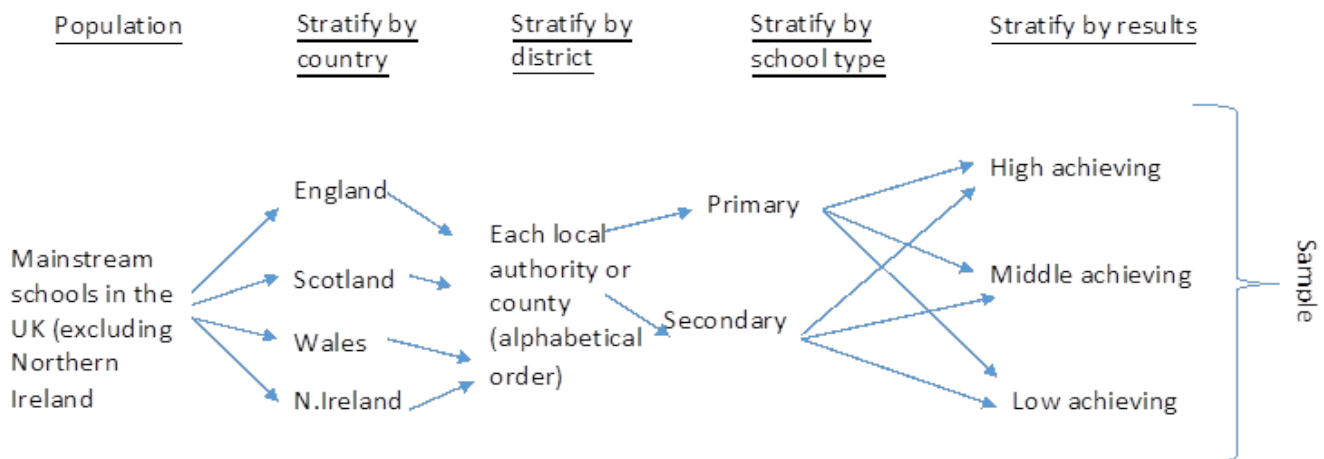 Population
Stratify by
country
Stratify by
district
Stratify by
school type
Stratify by results
Mainstream
schools in the
UK (excluding
Northern
Ireland
England
Scotland
Wales
N.Ireland
Each local
authority or
county
(alphabetical
order)
Primary
Secondary
High achieving
Middle achieving
Low achieving
Sample